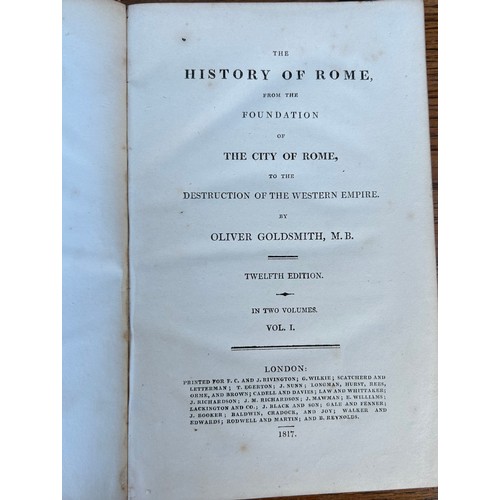 THE
HISTORY OF ROME,
FROM THE
FOUNDATION
OF
THE CITY OF ROME,
TO THE
DESTRUCTION OF THE WESTERN EMPIRE.
BY
OLIVER GOLDSMITH, M.B.
TWELFTH EDITION.
IN TWO VOLUMES.
VOL. I.
LONDON:
PRINTED FOR F. C. AND J. RIVINGTON; G. WILKIE; SCATCHERD AND
LETTERMAN; T. EGERTON; J. NUNN; LONGMAN, HURST, REES,
ORME, AND BROWN; CADELL AND DAVIES; LAW AND WHITTAKER;
J. RICHARDSON; J. M. RICHARDSON; J. MAWMAN; E. WILLIAMS;
LACKINGTON AND CO.; J. BLACK AND SON; GALE AND FENNER;
J. BOOKER; BALDWIN, CRADOCK, AND JOY; WALKER AND
EDWARDS; RODWELL AND MARTIN; AND R. REYNOLDS.
1817.